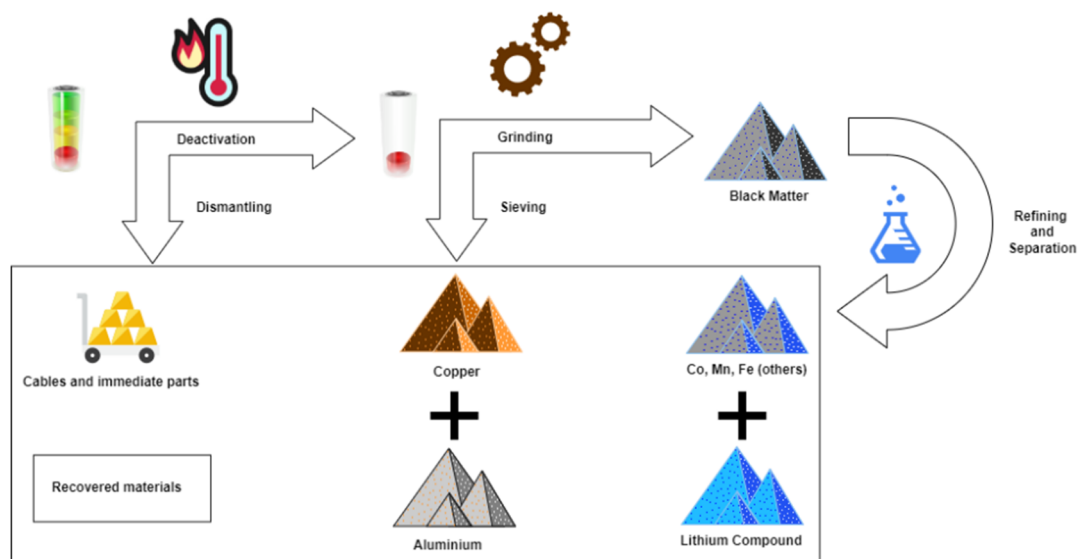 Deactivation
Dismantling
Grinding
Sieving
Black Matter
Refining
and
Separation
Cables and immediate parts
Copper
Co, Mn, Fe (others)
Recovered materials
Aluminium
Lithium Compound